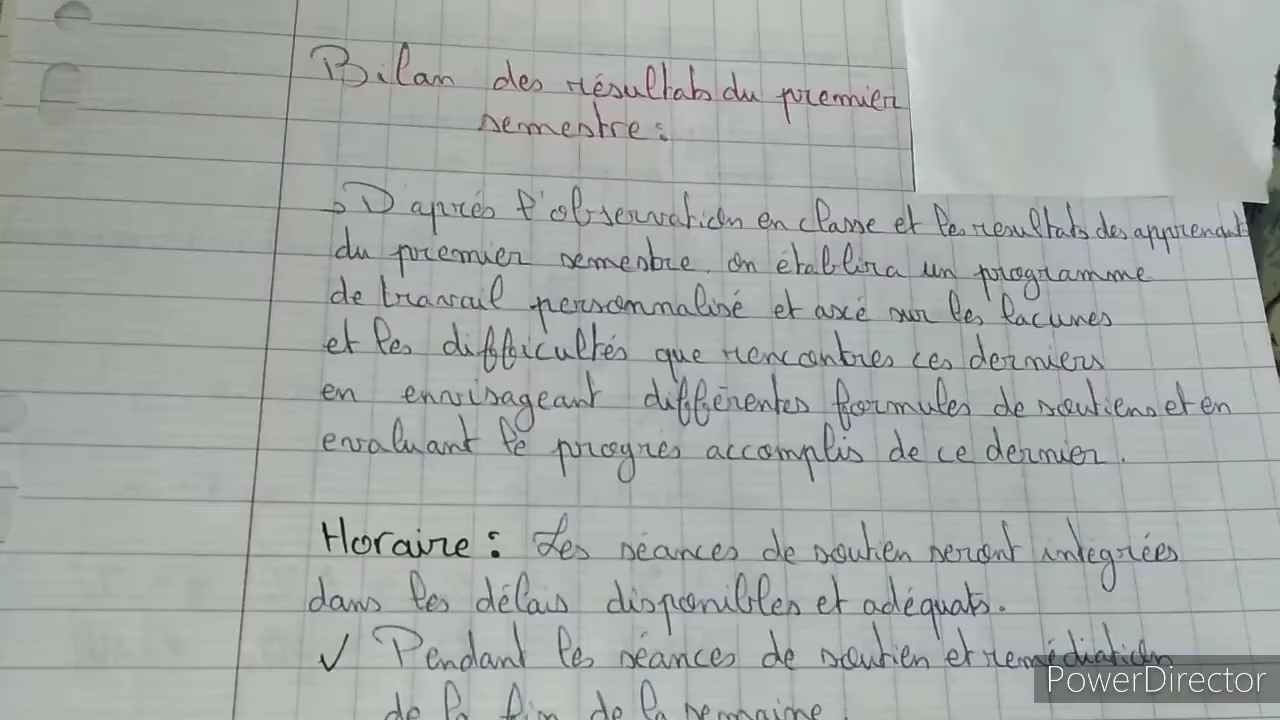 Bilan des résultats du premier
semestre :
→ D'après l'observation en classe et les resultats des apprenants
du premier semestre, on établira un programme
de travail personnalisé et axé sur les lacunes
et les difficultés que rencontres ces derniers
en envisageant différentes formules de soutiens et en
evaluant le progrès accomplis de ce dernier.
Horaire : Les séances de soutien seront intégrées
dans les délais disponibles et adéquats.
✓ Pendant les séances de soutien et remédiation
de la fin de la semaine.
PowerDirector